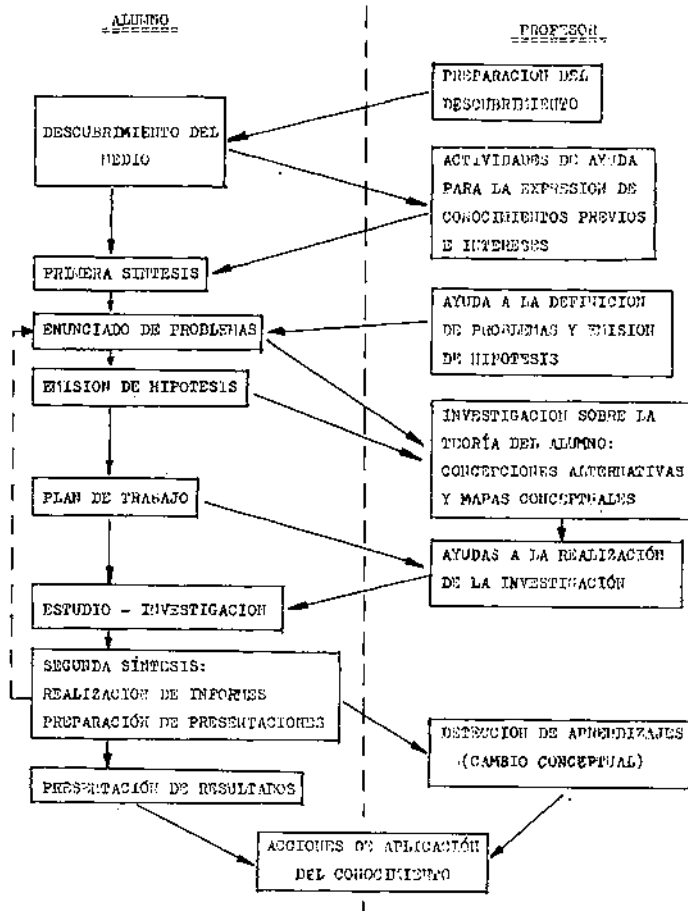 ALUMNO
PROFESOR
PREPARACION DEL
DESCUBRIMIENTO
DESCUBRIMIENTO DEL
MEDIO
ACTIVIDADES DE AYUDA
PARA LA EXPRESION DE
CONOCIMIENTOS PREVIOS
E INTERESES
PRIMERA SINTESIS
ENUNCIADO DE PROBLEMAS
AYUDA A LA DEFINICION
DE PROBLEMAS Y EMISION
DE HIPOTESIS
EMISION DE HIPOTESIS
INVESTIGACION SOBRE LA
TEORÍA DEL ALUMNO:
CONCEPCIONES ALTERNATIVAS
Y MAPAS CONCEPTUALES
PLAN DE TRABAJO
AYUDAS A LA REALIZACIÓN
DE LA INVESTIGACIÓN
ESTUDIO - INVESTIGACION
SEGUNDA SÍNTESIS:
REALIZACION DE INFORMES
PREPARACIÓN DE PRESENTACIONES
DETECCION DE APRENDIZAJES
(CAMBIO CONCEPTUAL)
PRESENTACIÓN DE RESULTADOS
ACCIONES DE APLICACIÓN
DEL CONOCIMIENTO